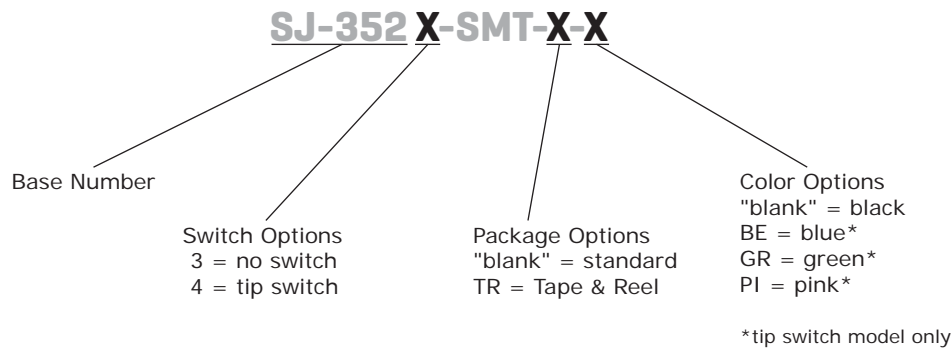 SJ-352X-SMT-X-X
Base Number
Switch Options
3 = no switch
4 = tip switch
Package Options
"blank" = standard
TR = Tape & Reel
Color Options
"blank" = black
BE = blue*
GR = green*
PI = pink*
*tip switch model only